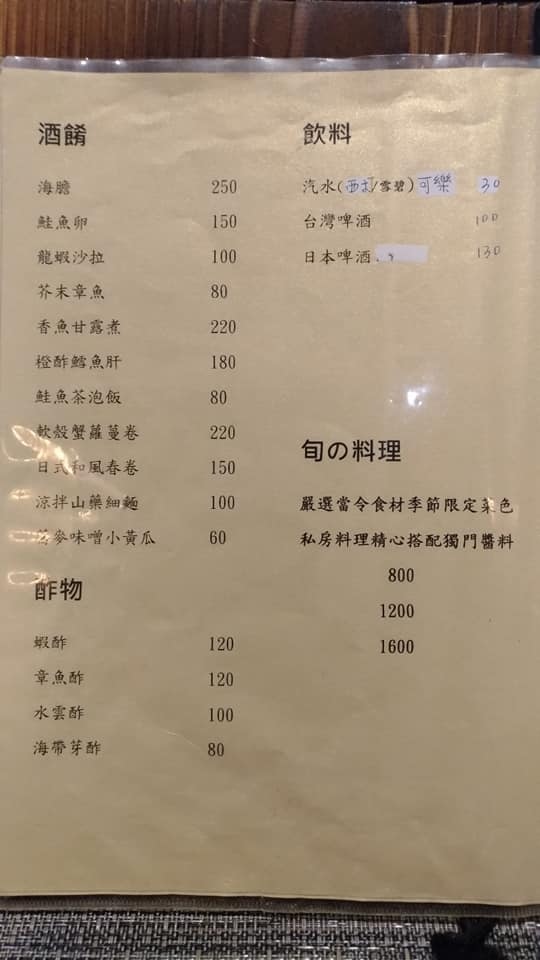 酒餚
海膽 250
鮭魚卵 150
龍蝦沙拉 100
芥末章魚 80
香魚甘露煮 220
橙酢鱈魚肝 180
鮭魚茶泡飯 80
軟殼蟹蘿蔓卷 220
日式和風春卷 150
涼拌山藥細麵 100
蕎麥味噌小黃瓜 60
酢物
蝦酢 120
章魚酢 120
水雲酢 100
海帶芽酢 80
飲料
汽水(西打/雪碧)可樂 30
台灣啤酒 100
日本啤酒 130
旬の料理
嚴選當令食材季節限定菜色
私房料理精心搭配獨門醬料
800
1200
1600